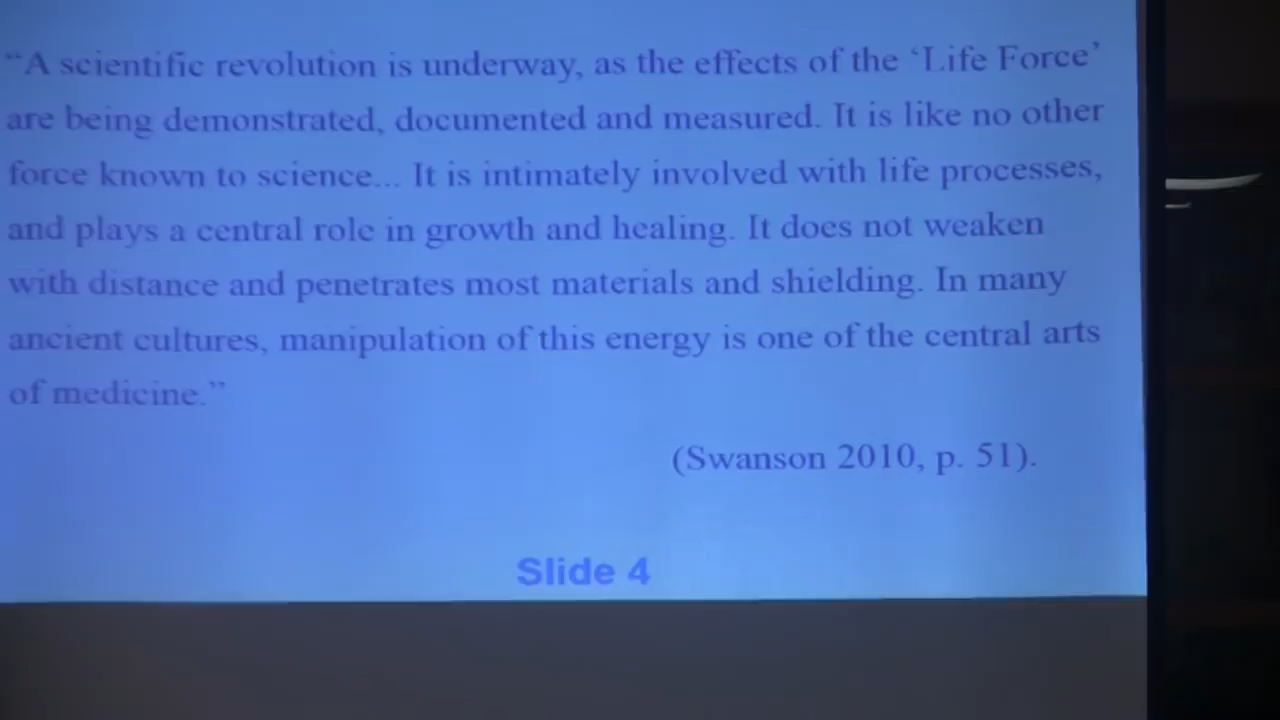 “A scientific revolution is underway, as the effects of the ‘Life Force’
are being demonstrated, documented and measured. It is like no other
force known to science... It is intimately involved with life processes,
and plays a central role in growth and healing. It does not weaken
with distance and penetrates most materials and shielding. In many
ancient cultures, manipulation of this energy is one of the central arts
of medicine.”
(Swanson 2010, p. 51).
Slide 4